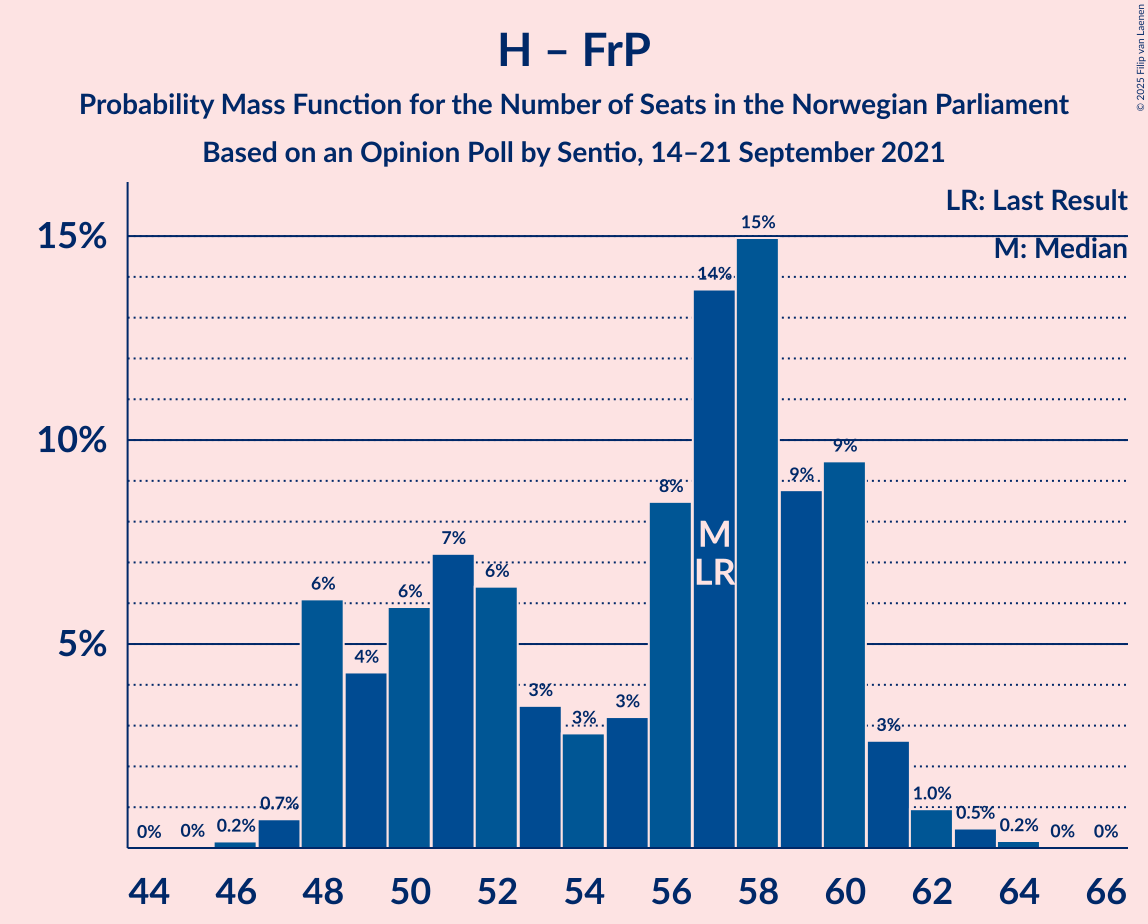 H – FrP
Probability Mass Function for the Number of Seats in the Norwegian Parliament
Based on an Opinion Poll by Sentio, 14–21 September 2021
© 2025 Filip van Laenen
LR: Last Result
M: Median
15%
10%
5%
0%
0%
0.2%
0.7%
6%
4%
6%
7%
6%
3%
3%
3%
8%
14%
15%
9%
9%
3%
1.0%
0.5%
0.2%
0%
0%
M
LR
44 46 48 50 52 54 56 58 60 62 64 66